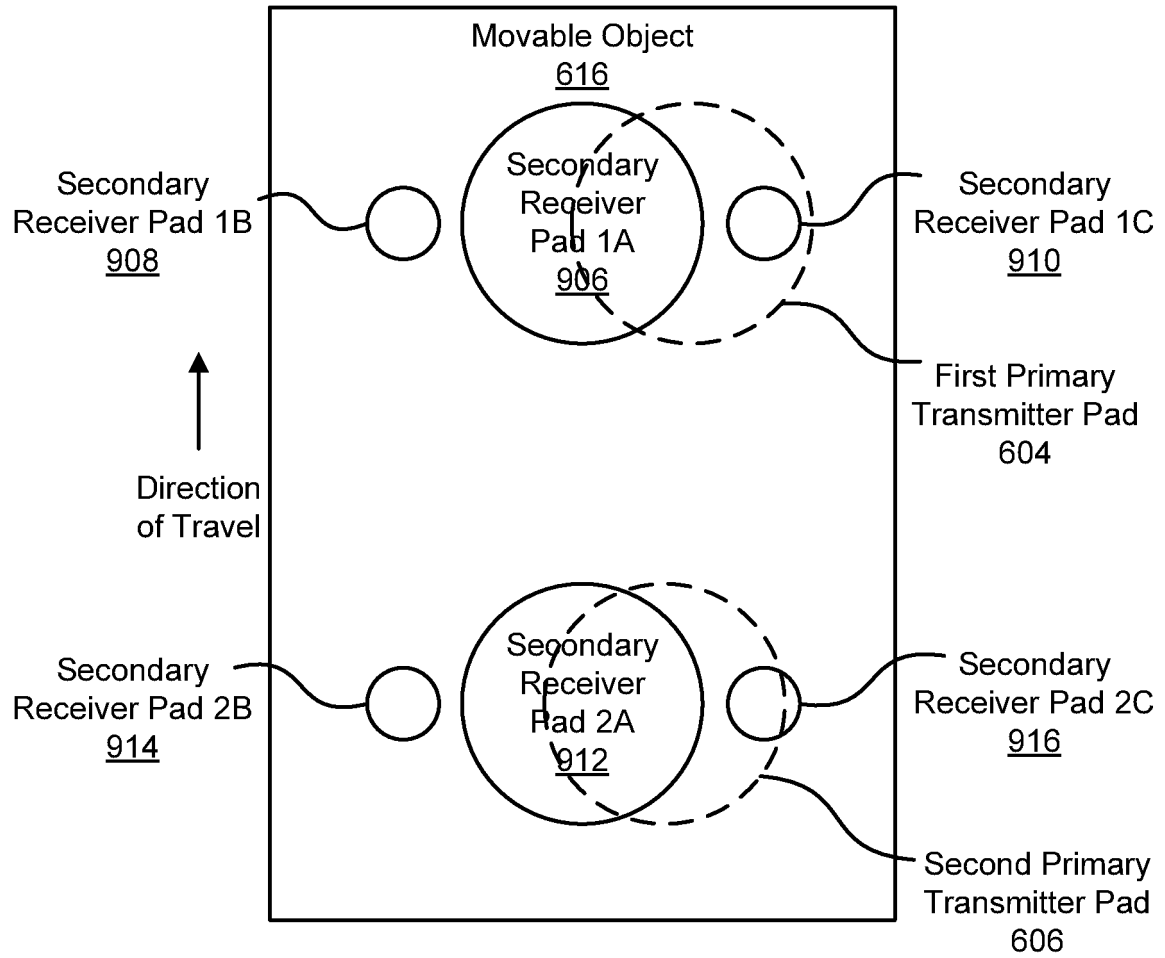 Movable Object
616
Secondary
Receiver Pad 1B
908
Secondary
Receiver
Pad 1A
906
Secondary
Receiver Pad 1C
910
First Primary
Transmitter Pad
604
Direction
of Travel
Secondary
Receiver Pad 2B
914
Secondary
Receiver
Pad 2A
912
Secondary
Receiver Pad 2C
916
Second Primary
Transmitter Pad
606